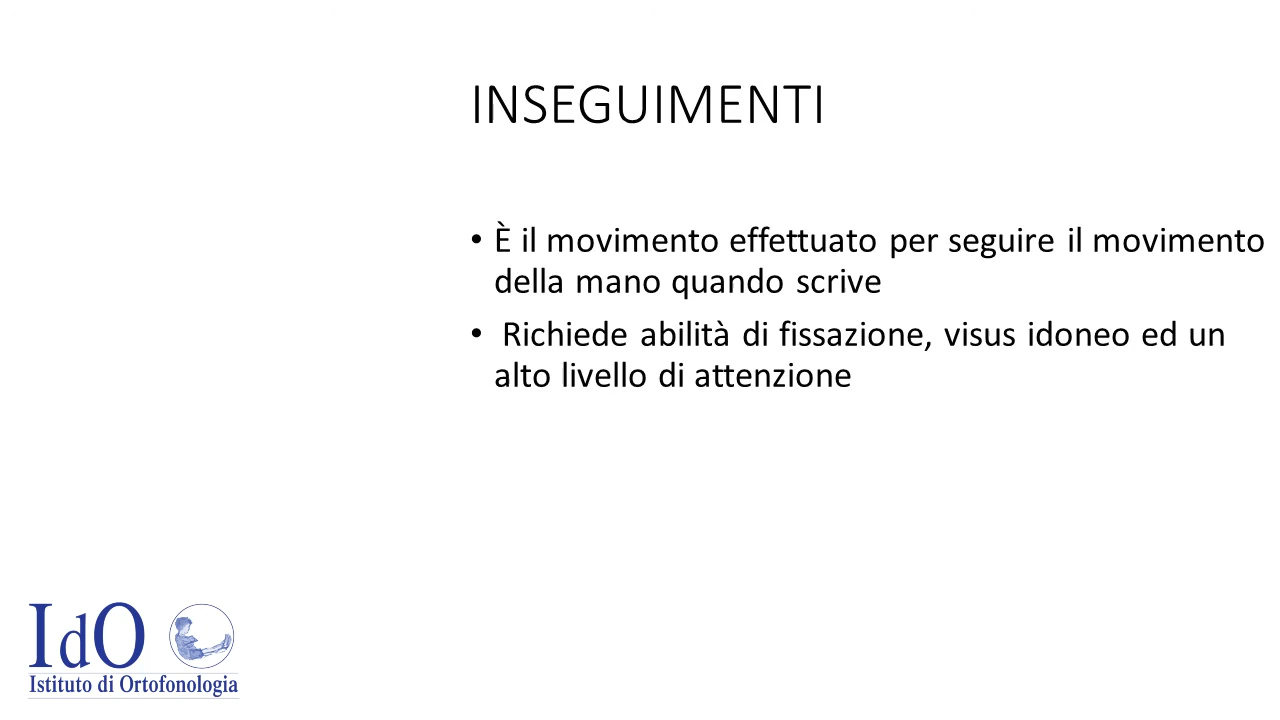 INSEGUIMENTI
• È il movimento effettuato per seguire il movimento
della mano quando scrive
• Richiede abilità di fissazione, visus idoneo ed un
alto livello di attenzione
IdO
Istituto di Ortofonologia